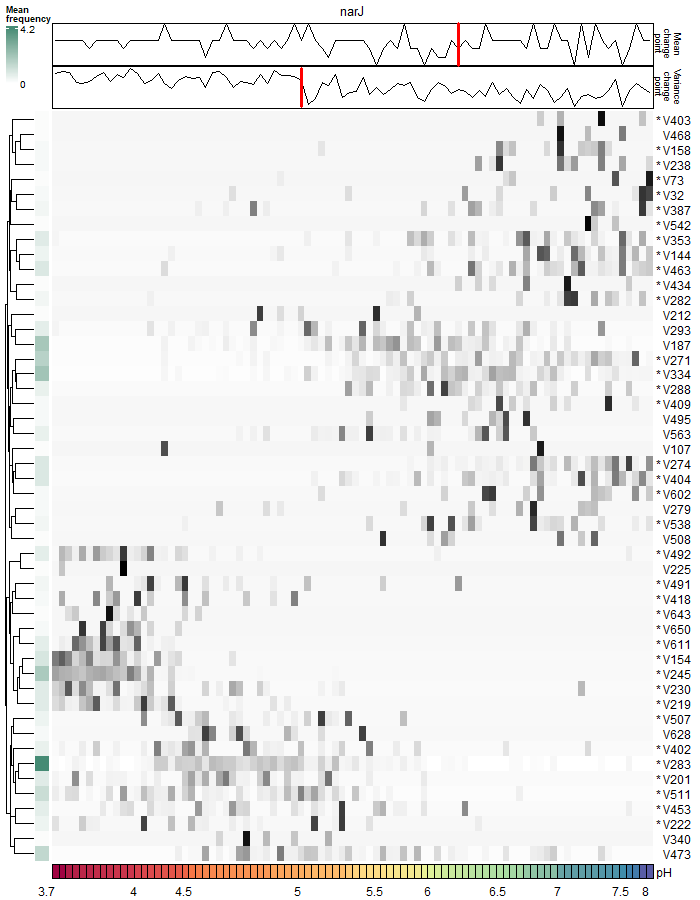 Mean
frequency
4.2
0
narJ
Mean
change
point
Variance
change
point
* V403
V468
* V158
* V238
* V73
* V32
* V387
* V542
* V353
* V144
* V463
* V434
* V282
V212
V293
V187
* V271
* V334
* V288
* V409
V495
V563
V107
* V274
* V404
* V602
V279
* V538
V508
* V492
V225
* V491
* V418
* V643
* V650
* V611
* V154
* V245
* V230
* V219
* V507
V628
* V402
* V283
* V201
* V511
* V453
* V222
V340
V473
pH
3.7 4 4.5 5 5.5 6 6.5 7 7.5 8